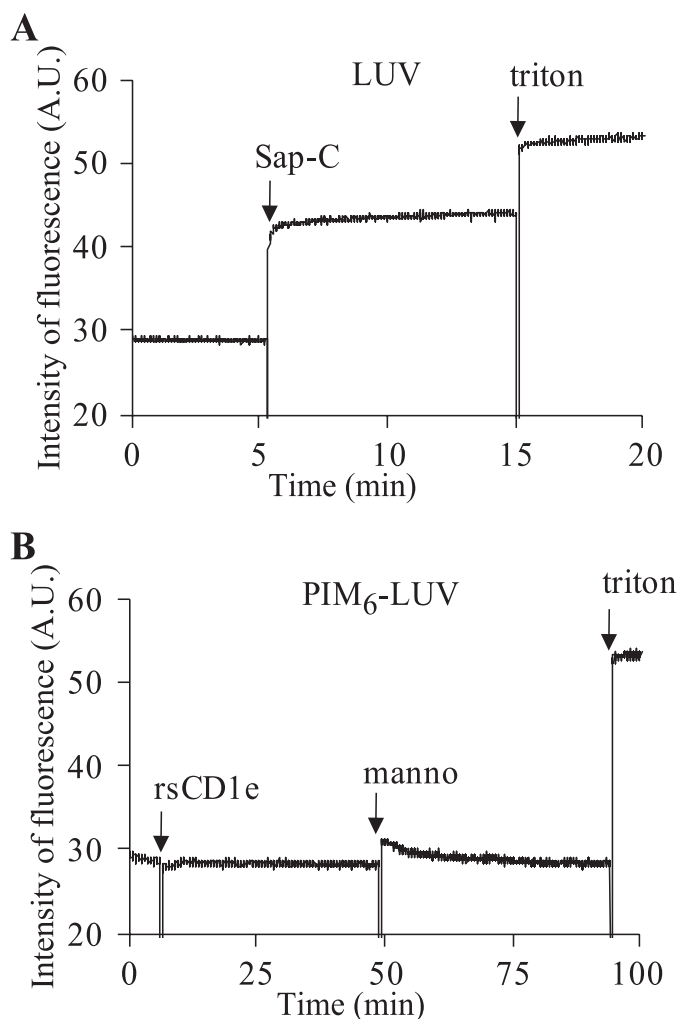 A
LUV
triton
Sap-C
Intensity of fluorescence (A.U.)
60
50
40
30
20
0
5
10
15
20
Time (min)
B
PIM6-LUV
triton
rsCD1e
manno
Intensity of fluorescence (A.U.)
60
50
40
30
20
0
25
50
75
100
Time (min)